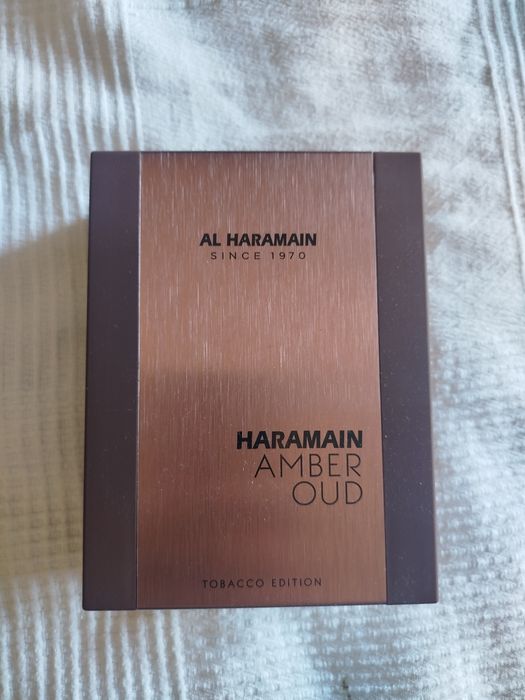 AL HARAMAIN
SINCE 1970
HARAMAIN
AMBER
OUD
TOBACCO EDITION